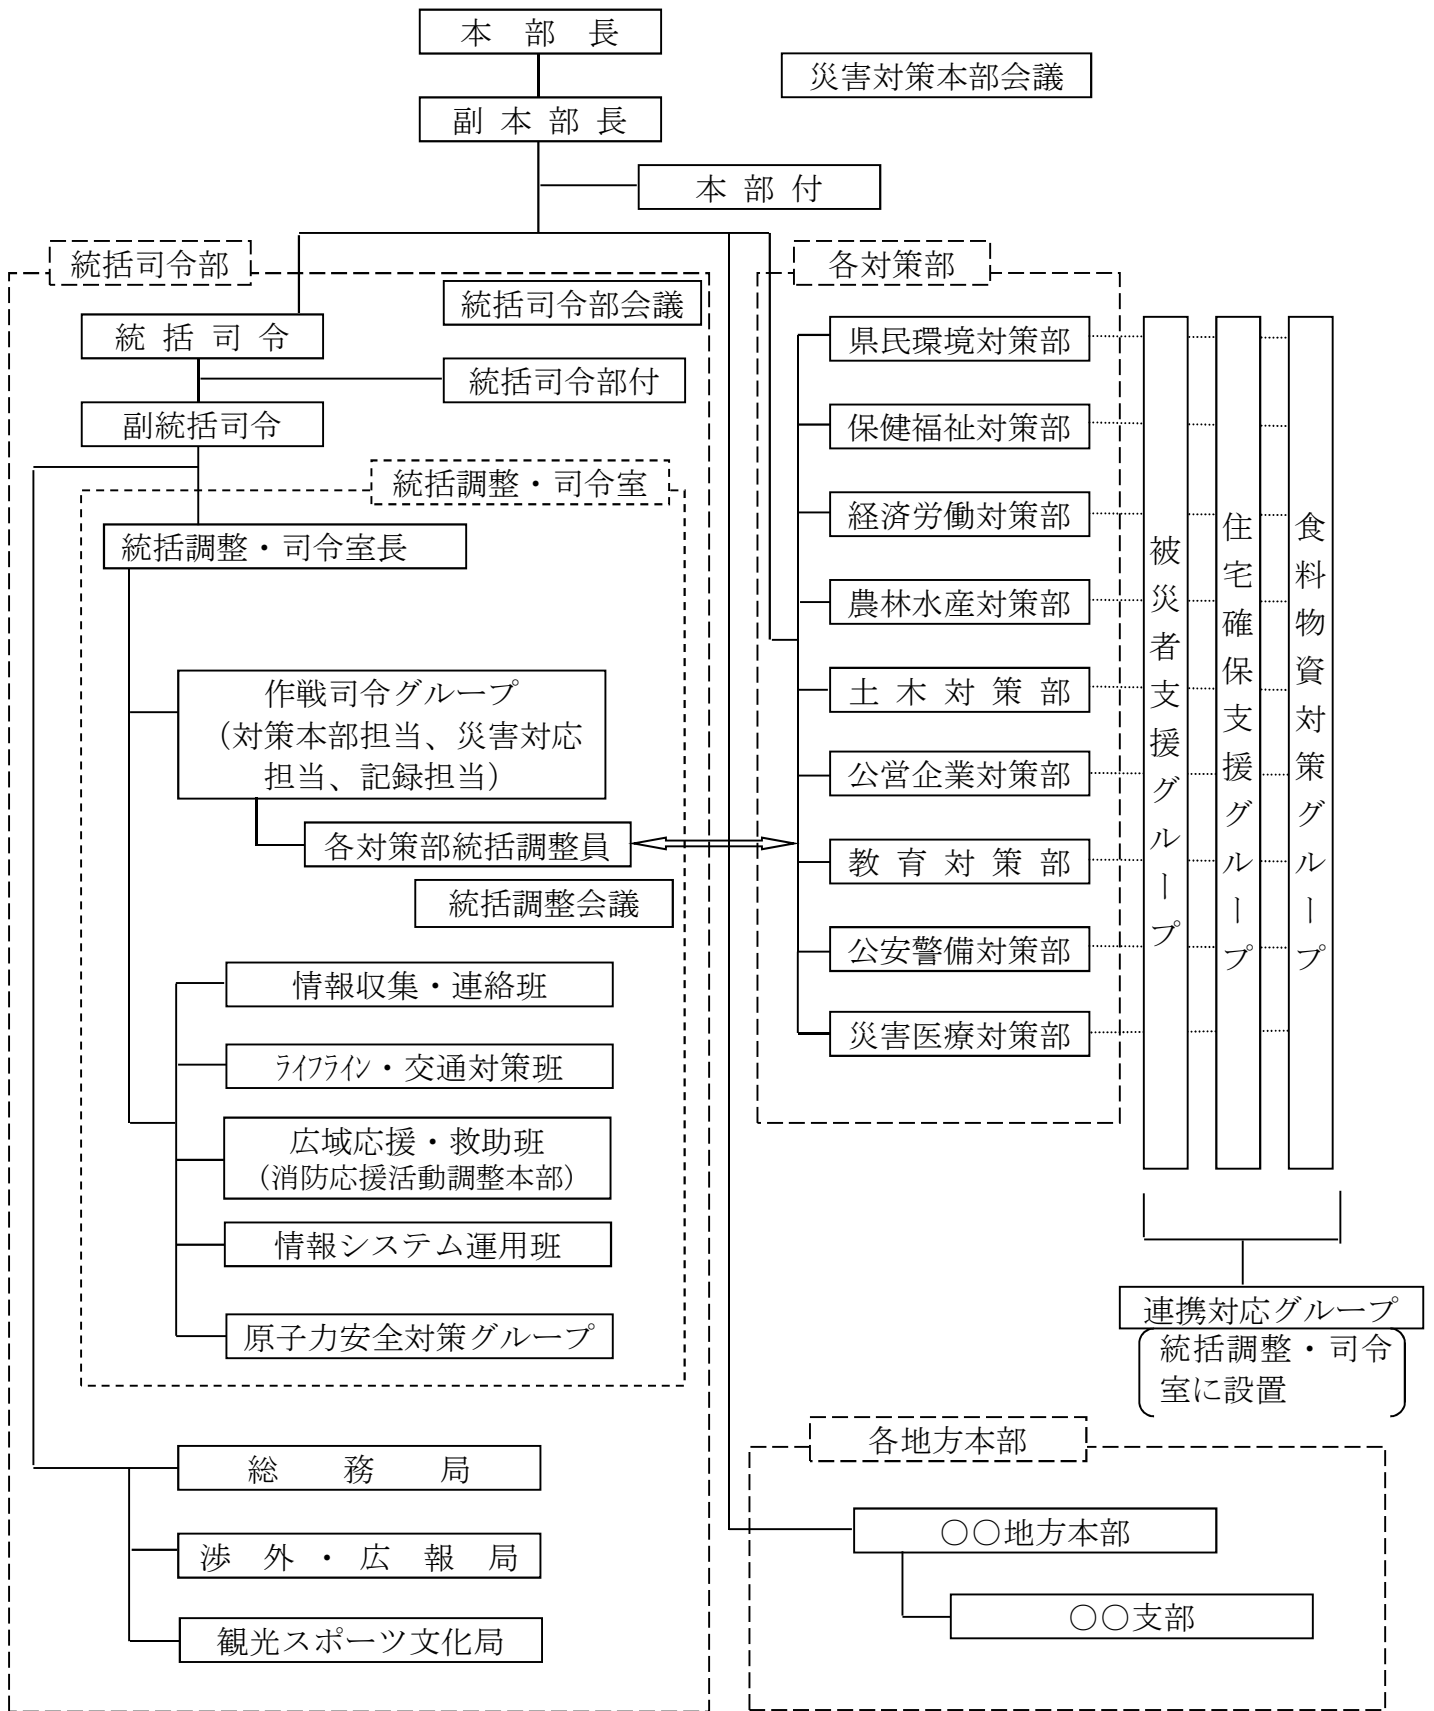 本部長
災害対策本部会議
副本部長
本部付
統括司令部
統括司令部会議
統括司令
統括司令部付
副統括司令
統括調整・司令室
統括調整・司令室長
作戦司令グループ
（対策本部担当、災害対応
担当、記録担当）
各対策部統括調整員
統括調整会議
情報収集・連絡班
ﾗｲﾌﾗｲﾝ・交通対策班
広域応援・救助班
（消防応援活動調整本部）
情報システム運用班
原子力安全対策グループ
総務局
渉外・広報局
観光スポーツ文化局
各対策部
県民環境対策部
保健福祉対策部
経済労働対策部
農林水産対策部
土木対策部
公営企業対策部
教育対策部
公安警備対策部
災害医療対策部
被災者支援グループ
住宅確保支援グループ
食料物資対策グループ
連携対応グループ
統括調整・司令
室に設置
各地方本部
○○地方本部
○○支部